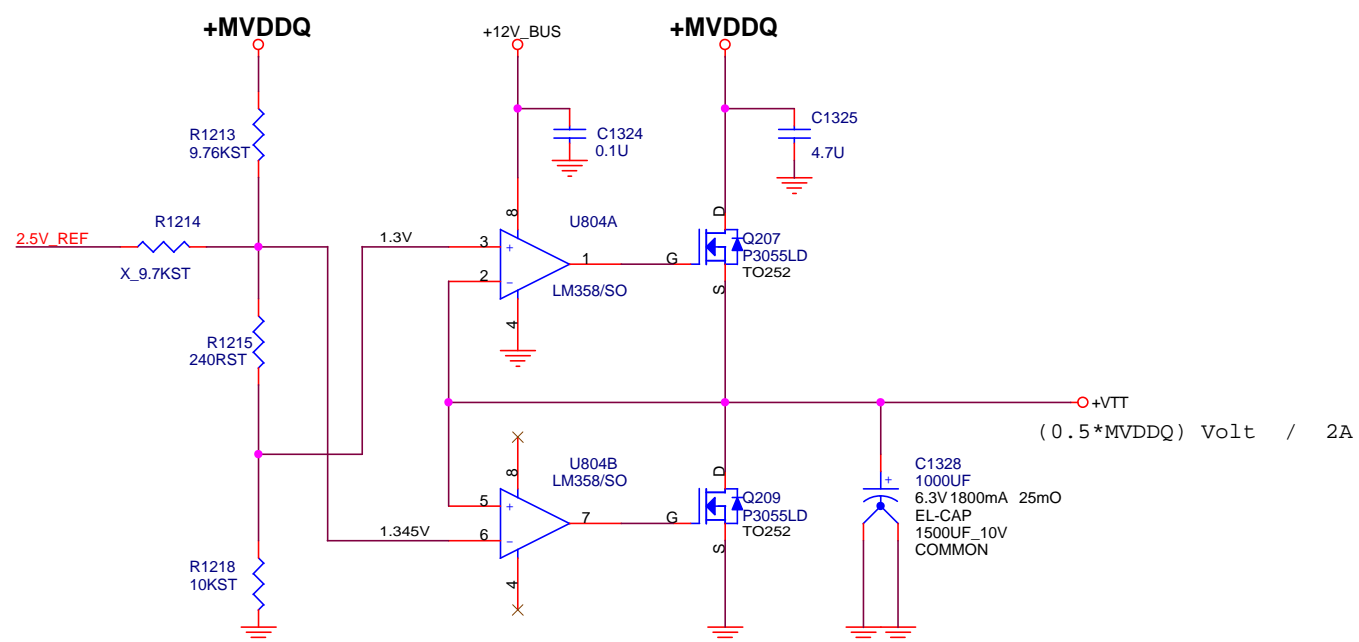 +MVDDQ
+12V_BUS
+MVDDQ
R1213
9.76KST
C1324
0.1U
C1325
4.7U
R1214
2.5V_REF
X_9.7KST
1.3V
3
2
8
+
-
4
1
U804A
LM358/SO
G
D
S
Q207
P3055LD
TO252
R1215
240RST
+VTT
(0.5*MVDDQ) Volt / 2A
U804B
LM358/SO
8
5
6
+
-
4
7
1.345V
G
D
S
Q209
P3055LD
TO252
C1328
1000UF
+
6.3V 1800mA 25mO
EL-CAP
1500UF_10V
COMMON
R1218
10KST